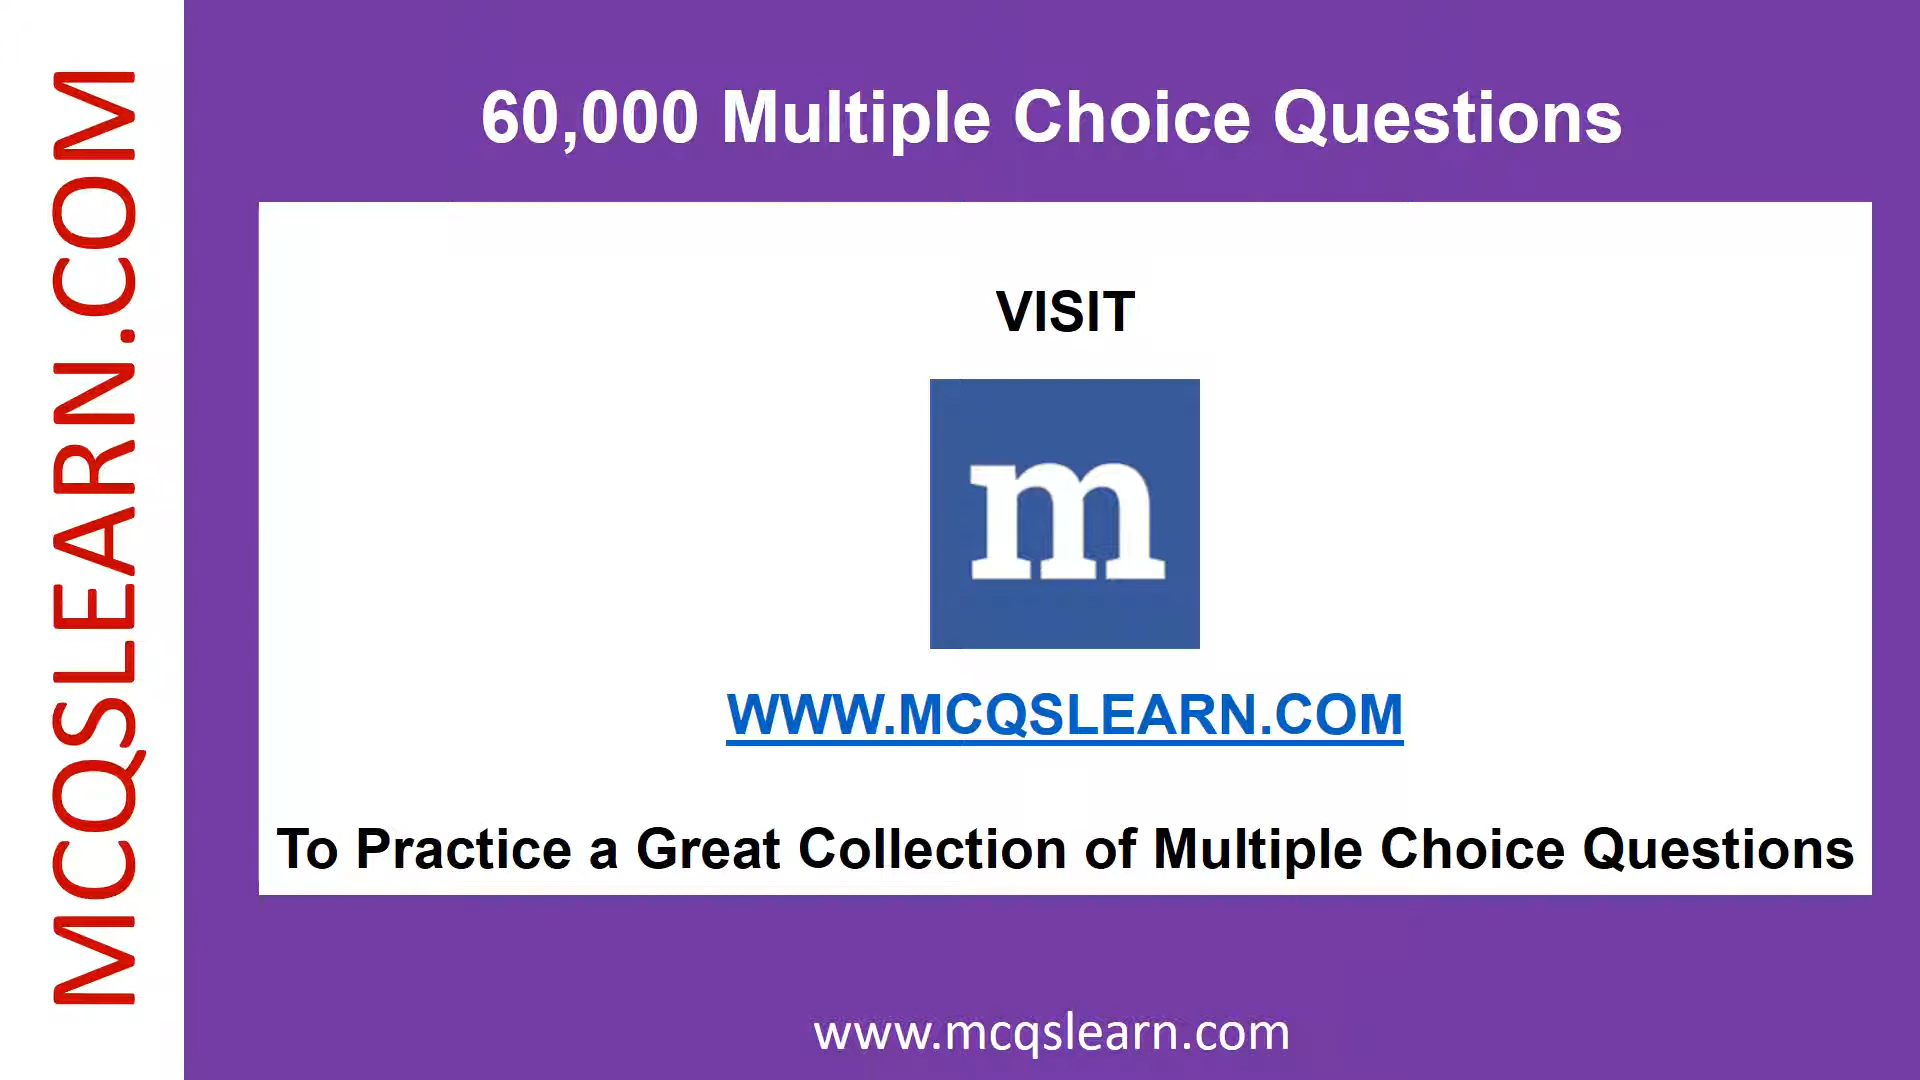 MCQSLEARN.COM
60,000 Multiple Choice Questions
VISIT
m
WWW.MCQSLEARN.COM
To Practice a Great Collection of Multiple Choice Questions
www.mcqslearn.com